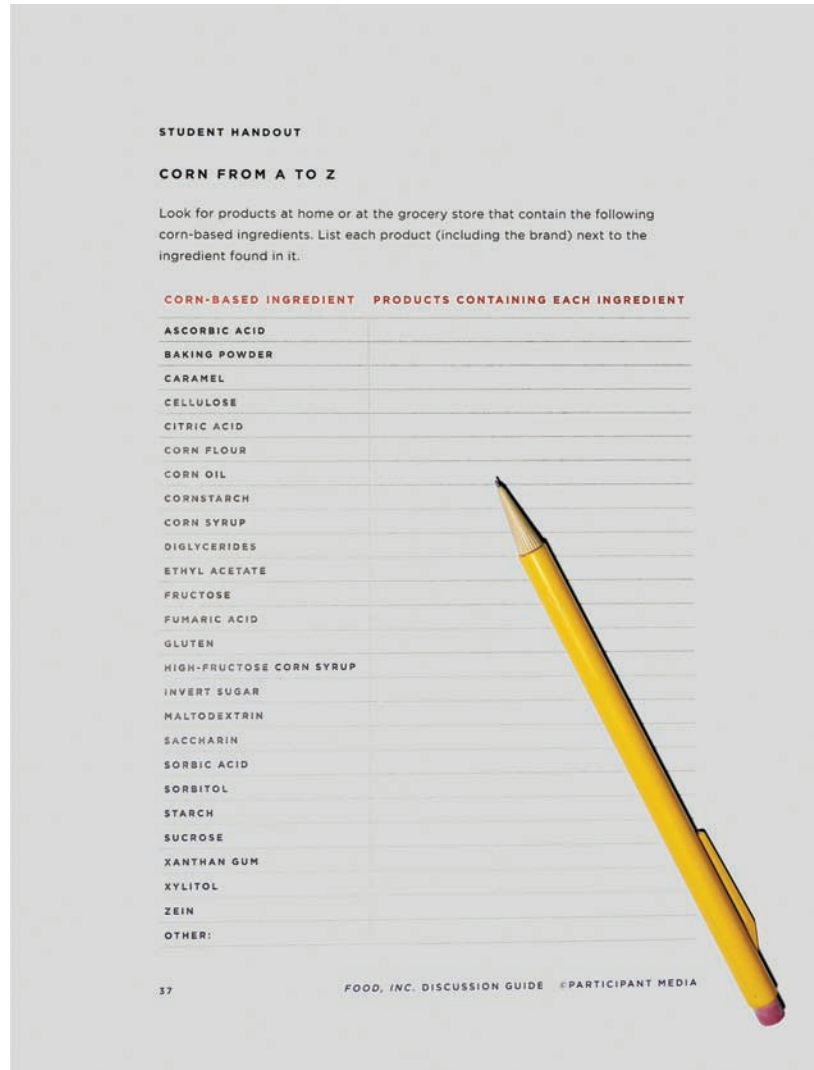 STUDENT HANDOUT
CORN FROM A TO Z
Look for products at home or at the grocery store that contain the following
corn-based ingredients. List each product (including the brand) next to the
ingredient found in it.
CORN-BASED INGREDIENT PRODUCTS CONTAINING EACH INGREDIENT
ASCORBIC ACID
BAKING POWDER
CARAMEL
CELLULOSE
CITRIC ACID
CORN FLOUR
CORN OIL
CORNSTARCH
CORN SYRUP
DIGLYCERIDES
ETHYL ACETATE
FRUCTOSE
FUMARIC ACID
GLUTEN
HIGH-FRUCTOSE CORN SYRUP
INVERT SUGAR
MALTODEXTRIN
SACCHARIN
SORBIC ACID
SORBITOL
STARCH
SUCROSE
XANTHAN GUM
XYLITOL
ZEIN
OTHER:
37 FOOD, INC. DISCUSSION GUIDE ©PARTICIPANT MEDIA